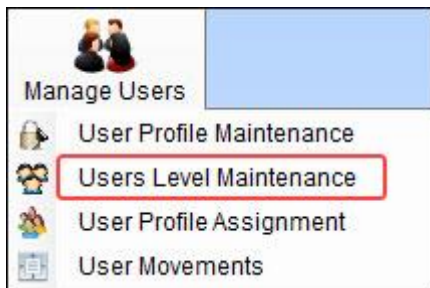 Manage Users
User Profile Maintenance
Users Level Maintenance
User Profile Assignment
User Movements